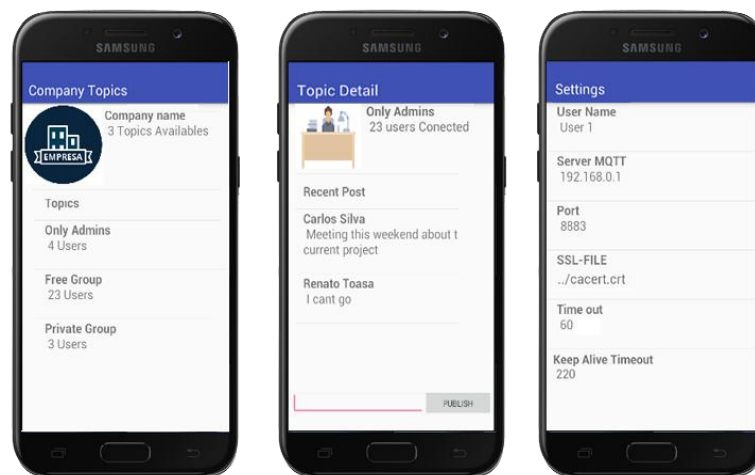 SAMSUNG
Company Topics
EMPRESA
Company name
3 Topics Availables
Topics
Only Admins
4 Users
Free Group
23 Users
Private Group
3 Users
SAMSUNG
Topic Detail
Only Admins
23 users Conected
Recent Post
Carlos Silva
Meeting this weekend about t
current project
Renato Toasa
I cant go
PUBLISH
SAMSUNG
Settings
User Name
User 1
Server MQTT
192.168.0.1
Port
8883
SSL-FILE
../cacert.crt
Time out
60
Keep Alive Timeout
220